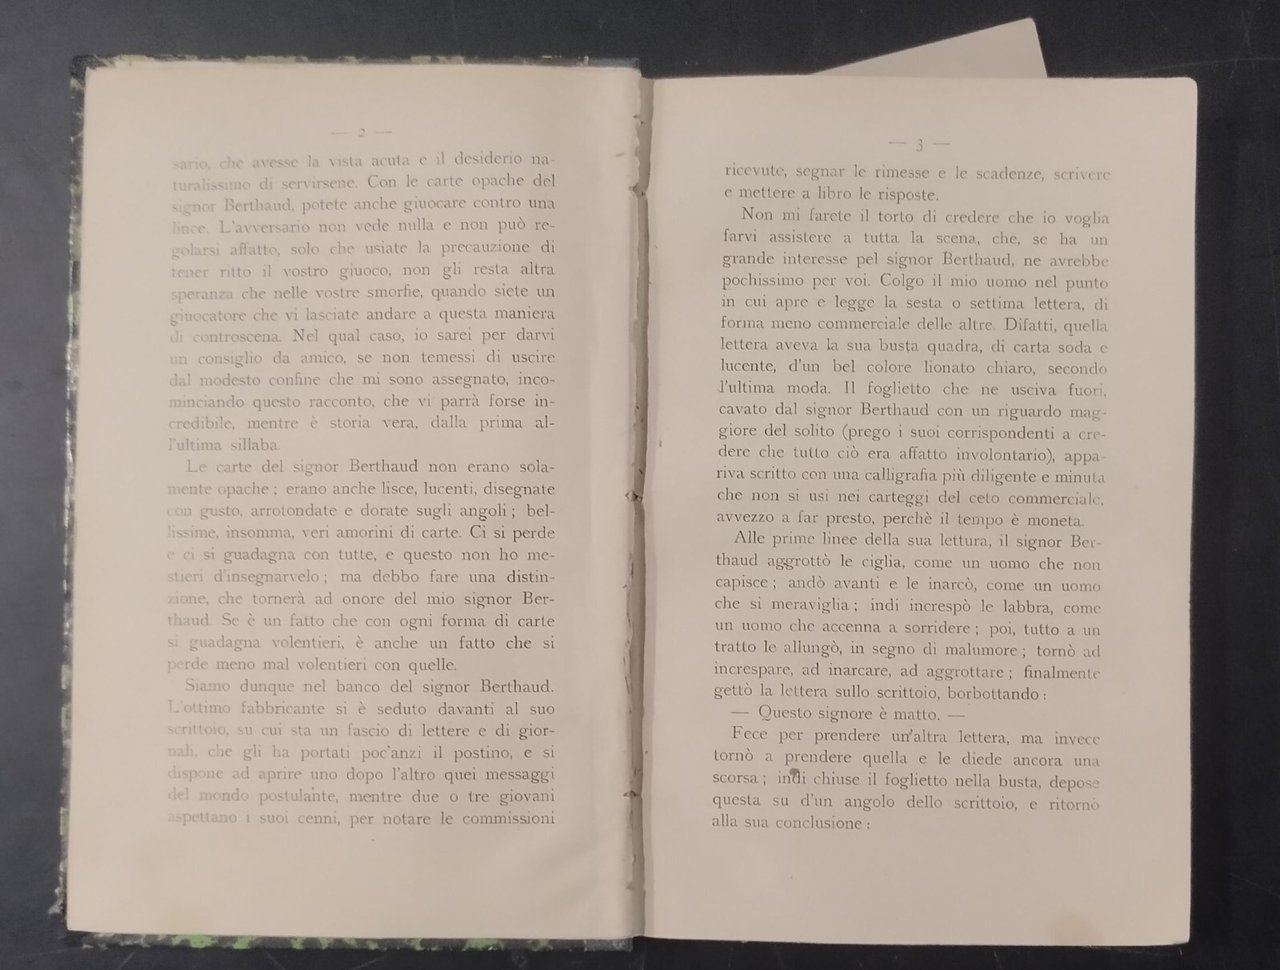 — 2 —
sario, che avesse la vista acuta e il desiderio na-
turalissimo di servirsene. Con le carte opache del
signor Berthaud, potete anche giuocare contro una
lince. L'avversario non vede nulla e non può re-
golarsi affatto, solo che usiate la precauzione di
tener ritto il vostro giuoco, non gli resta altra
speranza che nelle vostre smorfie, quando siete un
giuocatore che vi lasciate andare a questa maniera
di controscena. Nel qual caso, io sarei per darvi
un consiglio da amico, se non temessi di uscire
dal modesto confine che mi sono assegnato, inco-
minciando questo racconto, che vi parrà forse in-
credibile, mentre è storia vera, dalla prima al-
l'ultima sillaba.
Le carte del signor Berthaud non erano sola-
mente opache ; erano anche lisce, lucenti, disegnate
con gusto, arrotondate e dorate sugli angoli ; bel-
lissime, insomma, veri amorini di carte. Ci si perde
e ci si guadagna con tutte, e questo non ho me-
stieri d'insegnarvelo ; ma debbo fare una distin-
zione, che tornerà ad onore del mio signor Ber-
thaud. Se è un fatto che con ogni forma di carte
si guadagna volentieri, è anche un fatto che si
perde meno mal volentieri con quelle.
Siamo dunque nel banco del signor Berthaud.
L'ottimo fabbricante si è seduto davanti al suo
scrittoio, su cui sta un fascio di lettere e di gior-
nali, che gli ha portati poc'anzi il postino, e si
dispone ad aprire uno dopo l'altro quei messaggi
del mondo postulante, mentre due o tre giovani
aspettano i suoi cenni, per notare le commissioni
— 3 —
ricevute, segnar le rimesse e le scadenze, scrivere
e mettere a libro le risposte.
Non mi farete il torto di credere che io voglia
farvi assistere a tutta la scena, che, se ha un
grande interesse pel signor Berthaud, ne avrebbe
pochissimo per voi. Colgo il mio uomo nel punto
in cui apre e legge la sesta o settima lettera, di
forma meno commerciale delle altre. Difatti, quella
lettera aveva la sua busta quadra, di carta soda e
lucente, d'un bel colore lionato chiaro, secondo
l'ultima moda. Il foglietto che ne usciva fuori,
cavato dal signor Berthaud con un riguardo mag-
giore del solito (prego i suoi corrispondenti a cre-
dere che tutto ciò era affatto involontario), appa-
riva scritto con una calligrafia più diligente e minuta
che non si usi nei carteggi del ceto commerciale,
avvezzo a far presto, perchè il tempo è moneta.
Alle prime linee della sua lettura, il signor Ber-
thaud aggrottò le ciglia, come un uomo che non
capisce ; andò avanti e le inarcò, come un uomo
che si meraviglia ; indi increspò le labbra, come
un uomo che accenna a sorridere ; poi, tutto a un
tratto le allungò, in segno di malumore ; tornò ad
increspare, ad inarcare, ad aggrottare ; finalmente
gettò la lettera sullo scrittoio, borbottando :
— Questo signore è matto. —
Fece per prendere un'altra lettera, ma invece
tornò a prendere quella e le diede ancora una
scorsa ; indi chiuse il foglietto nella busta, depose
questa su d'un angolo dello scrittoio, e ritornò
alla sua conclusione :